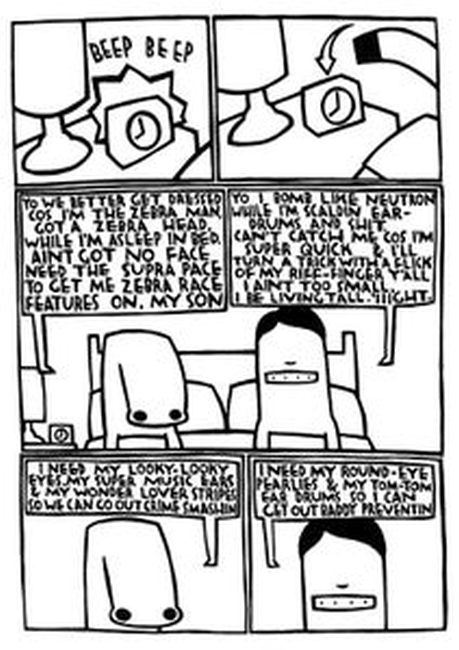 BEEP BEEP
YO WE BETTER GET DRESSED
COS I'M THE ZEBRA MAN,
GOT A ZEBRA HEAD.
WHILE I'M ASLEEP IN BED.
AINT GOT NO FACE
NEED THE SUPRA PACE
TO GET ME ZEBRA RACE
FEATURES ON. MY SON
YO I BOMB LIKE NEUTRON
WHILE I'M SCALDIN EAR-
DRUMS AND SHIT.
CAN'T CATCH ME COS I'M
SUPER QUICK & I'LL
TURN A TRICK WITH A FLICK
OF MY RIFF-FINGER Y'ALL
I AINT TOO SMALL.
I BE LIVING TALL.
I NEED MY LOOKY-LOOKY
EYES, MY SUPER MUSIC EARS
& MY WONDER LOVER STRIPES
SO WE CAN GO OUT CRIME SMASHIN
I NEED MY ROUND-EYE
PEARLIES & MY TOM-TOM
EAR DRUMS SO I CAN
GET OUT BADDY PREVENTIN